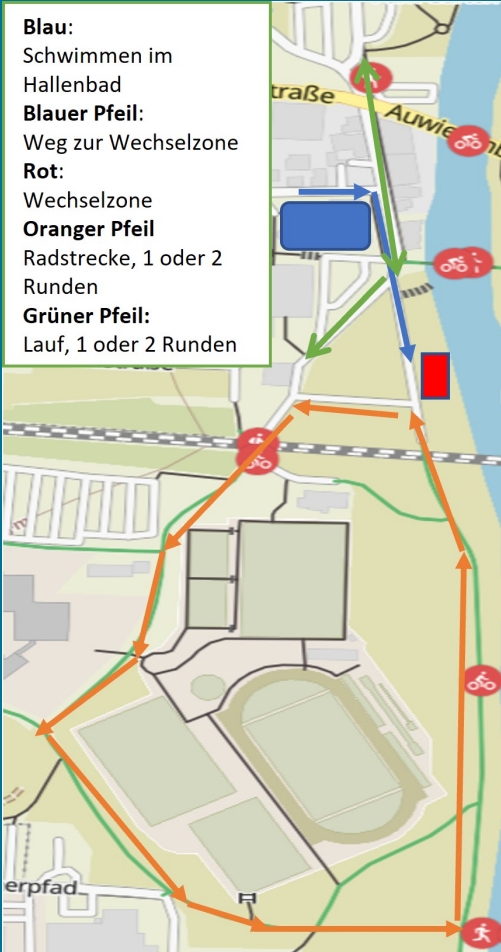 Blau:
Schwimmen im
Hallenbad
Blauer Pfeil:
Weg zur Wechselzone
Rot:
Wechselzone
Oranger Pfeil
Radstrecke, 1 oder 2
Runden
Grüner Pfeil:
Lauf, 1 oder 2 Runden
traße
Auwie
erpfad